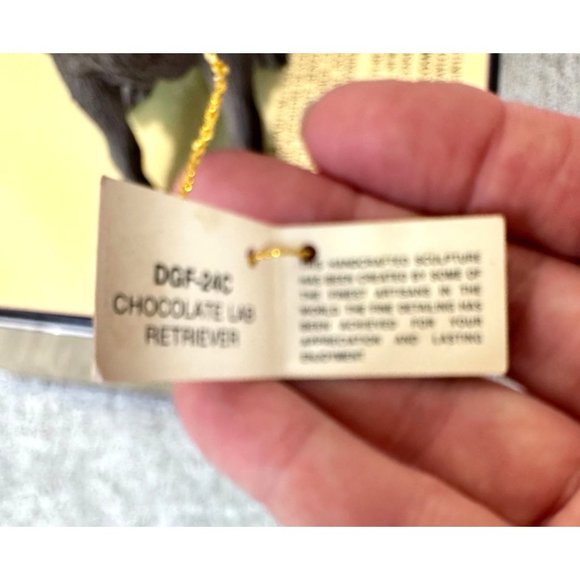 DGF-24C
CHOCOLATE LAB
RETRIEVER
HANDCRAFTED SCULPTURE
HAS BEEN CREATED BY SOME OF
THE FINEST ARTISANS IN THE
WORLD THE FINE DETAILING HAS
BEEN ACHIEVED FOR YOUR
APPRECIATION AND LASTING
ENJOYMENT